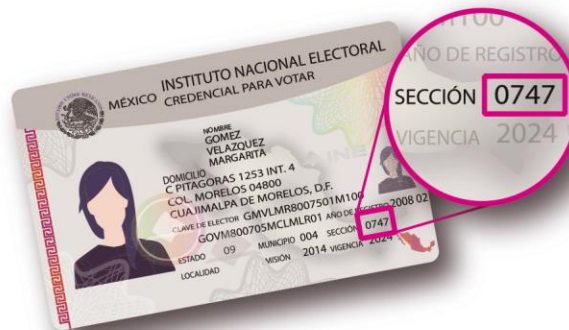 MÉXICO INSTITUTO NACIONAL ELECTORAL
CREDENCIAL PARA VOTAR
NOMBRE
GOMEZ
VELAZQUEZ
MARGARITA
DOMICILIO
C PITAGORAS 1253 INT. 4
COL. MORELOS 04800
CUAJIMALPA DE MORELOS, D.F.
CLAVE DE ELECTOR GMVLMR8007501M100
GOVM800705MCLMLR01 AÑO DE REGISTRO 2008 02
ESTADO 09 MUNICIPIO 004 SECCIÓN 0747
LOCALIDAD MISIÓN 2014 VIGENCIA 2024
INE
AÑO DE REGISTRO
SECCIÓN 0747
VIGENCIA 2024